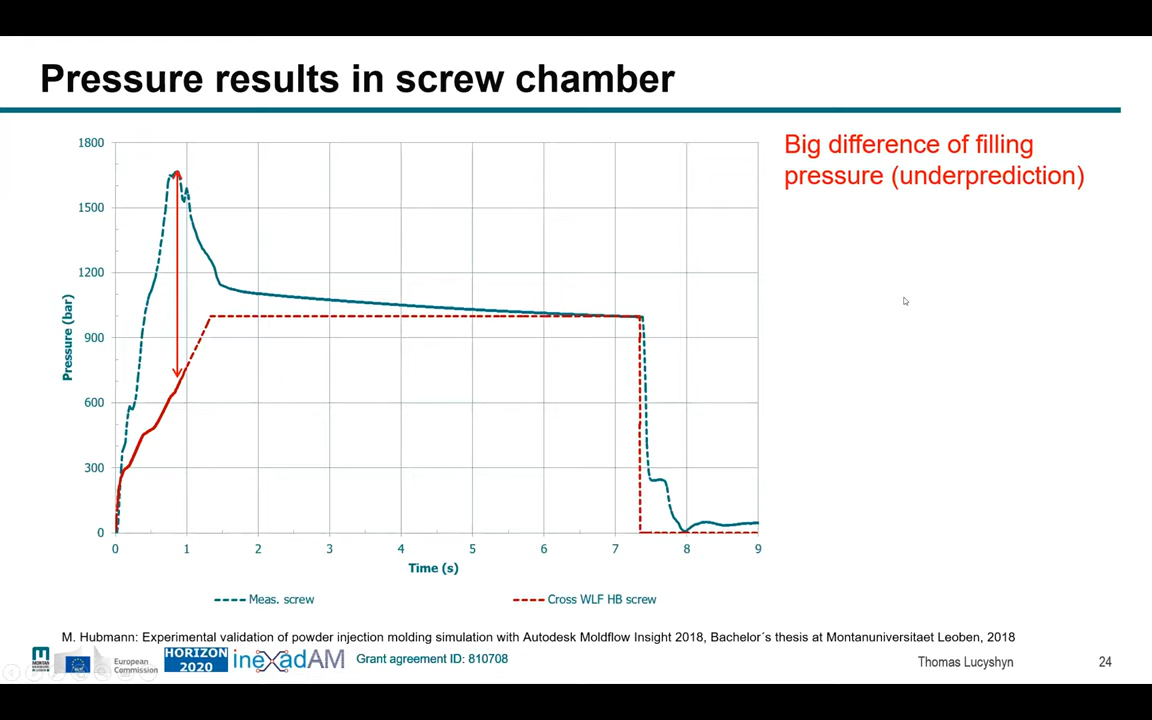 Pressure results in screw chamber
1800
1500
1200
900
600
300
0
Pressure (bar)
0 1 2 3 4 5 6 7 8 9
Time (s)
Meas. screw
Cross WLF HB screw
Big difference of filling
pressure (underprediction)
M. Hubmann: Experimental validation of powder injection molding simulation with Autodesk Moldflow Insight 2018, Bachelor´s thesis at Montanuniversitaet Leoben, 2018
European
Commission
HORIZON
2020
inexadAM
Grant agreement ID: 810708
Thomas Lucyshyn
24